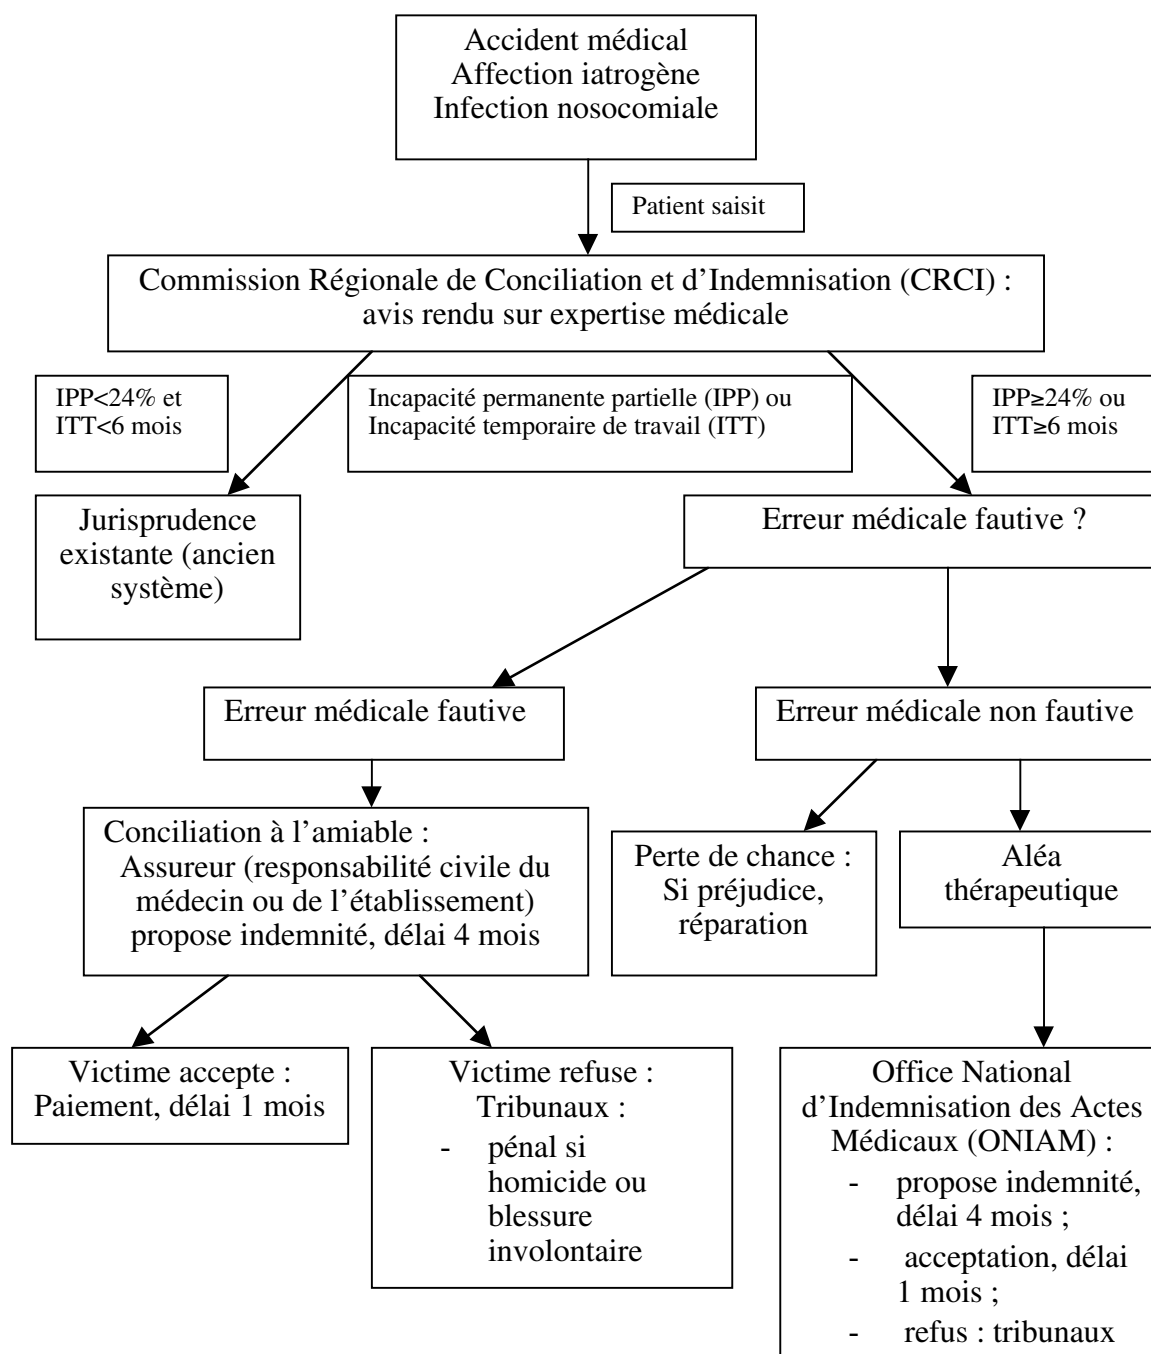 Accident médical
Affection iatrogène
Infection nosocomiale
Patient saisit
Commission Régionale de Conciliation et d’Indemnisation (CRCI) :
avis rendu sur expertise médicale
IPP<24% et
ITT<6 mois
Incapacité permanente partielle (IPP) ou
Incapacité temporaire de travail (ITT)
IPP≥24% ou
ITT≥6 mois
Jurisprudence
existante (ancien
système)
Erreur médicale fautive ?
Erreur médicale fautive
Erreur médicale non fautive
Conciliation à l’amiable :
Assureur (responsabilité civile du
médecin ou de l’établissement)
propose indemnité, délai 4 mois
Perte de chance :
Si préjudice,
réparation
Aléa
thérapeutique
Victime accepte :
Paiement, délai 1 mois
Victime refuse :
Tribunaux :
- pénal si
homicide ou
blessure
involontaire
Office National
d’Indemnisation des Actes
Médicaux (ONIAM) :
- propose indemnité,
délai 4 mois ;
- acceptation, délai
1 mois ;
- refus : tribunaux